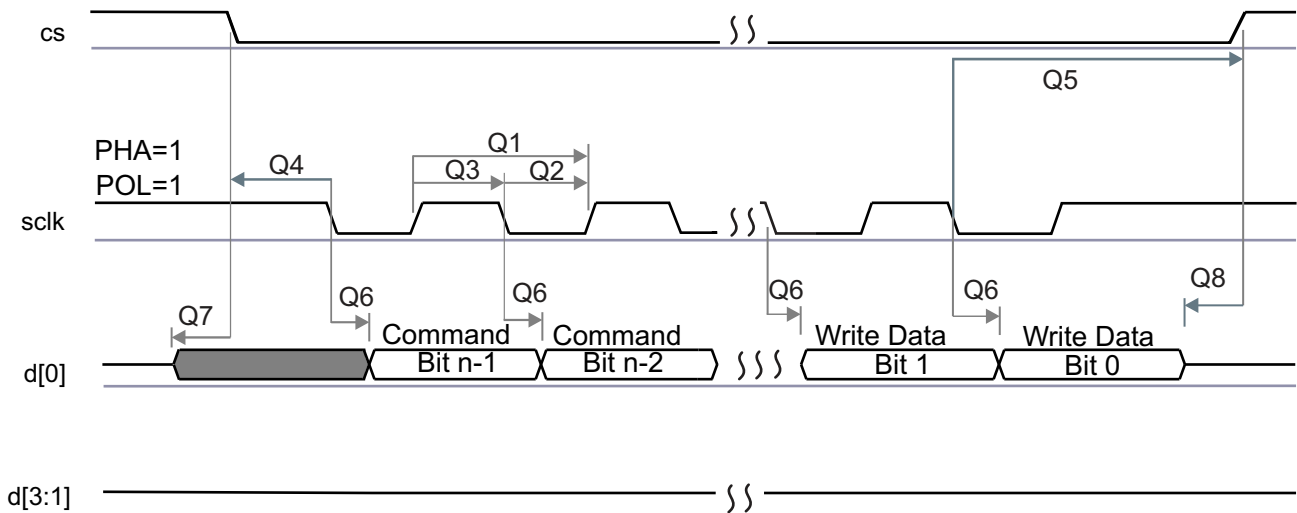 cs
Q5
PHA=1
Q1
Q4
Q3
Q2
POL=1
sclk
Q7
Q6
Q6
Q6
Q6
Q8
Command
Command
Write Data
Write Data
d[0]
Bit n-1
Bit n-2
Bit 1
Bit 0
d[3:1]